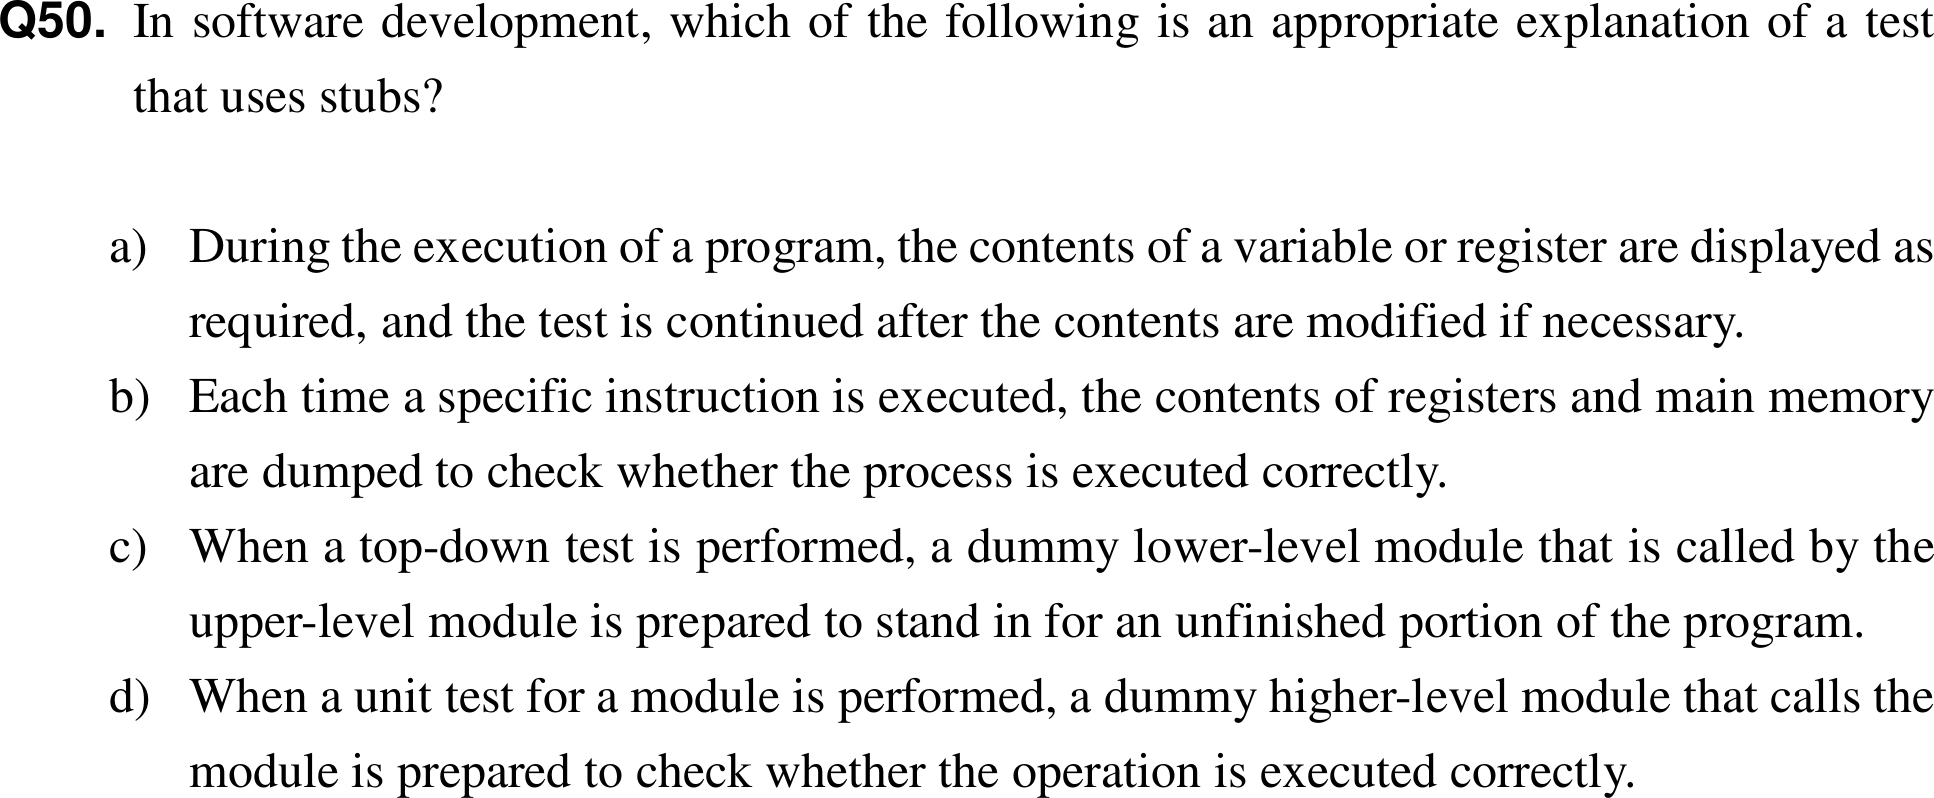 Q50. In software development, which of the following is an appropriate explanation of a test
that uses stubs?
a) During the execution of a program, the contents of a variable or register are displayed as
required, and the test is continued after the contents are modified if necessary.
b) Each time a specific instruction is executed, the contents of registers and main memory
are dumped to check whether the process is executed correctly.
c) When a top-down test is performed, a dummy lower-level module that is called by the
upper-level module is prepared to stand in for an unfinished portion of the program.
d) When a unit test for a module is performed, a dummy higher-level module that calls the
module is prepared to check whether the operation is executed correctly.